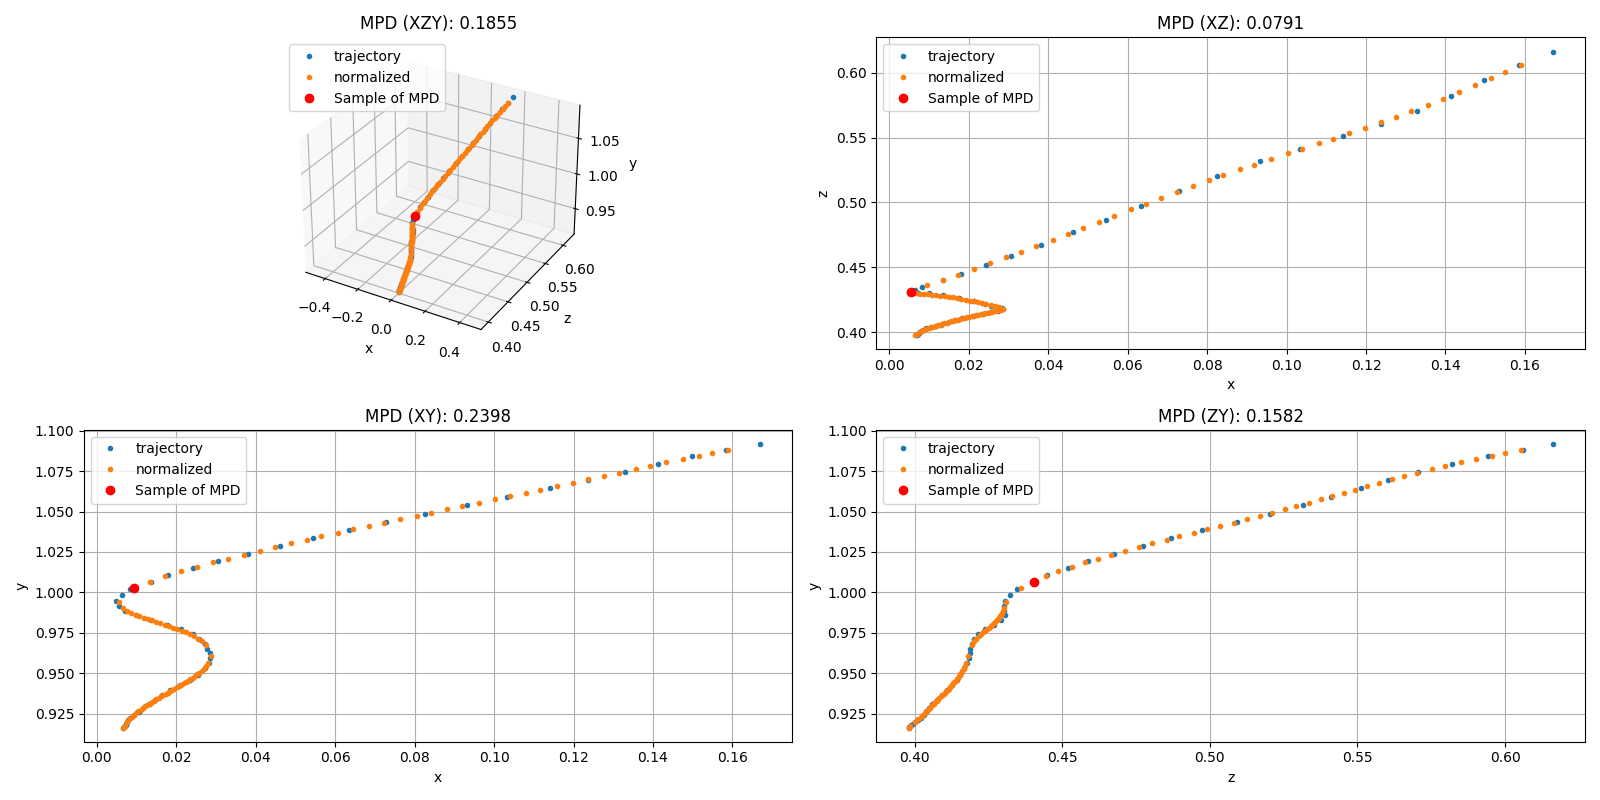 MPD (XZY): 0.1855
trajectory
normalized
Sample of MPD
1.05
1.00
0.95
y
−0.4
−0.2
0.0
0.2
0.4
x
0.40
0.45
0.50
0.55
0.60
z
MPD (XZ): 0.0791
trajectory
normalized
Sample of MPD
0.60
0.55
0.50
0.45
0.40
z
0.00 0.02 0.04 0.06 0.08 0.10 0.12 0.14 0.16
x
MPD (XY): 0.2398
trajectory
normalized
Sample of MPD
1.100
1.075
1.050
1.025
1.000
0.975
0.950
0.925
y
0.00 0.02 0.04 0.06 0.08 0.10 0.12 0.14 0.16
x
MPD (ZY): 0.1582
trajectory
normalized
Sample of MPD
1.100
1.075
1.050
1.025
1.000
0.975
0.950
0.925
y
0.40 0.45 0.50 0.55 0.60
z